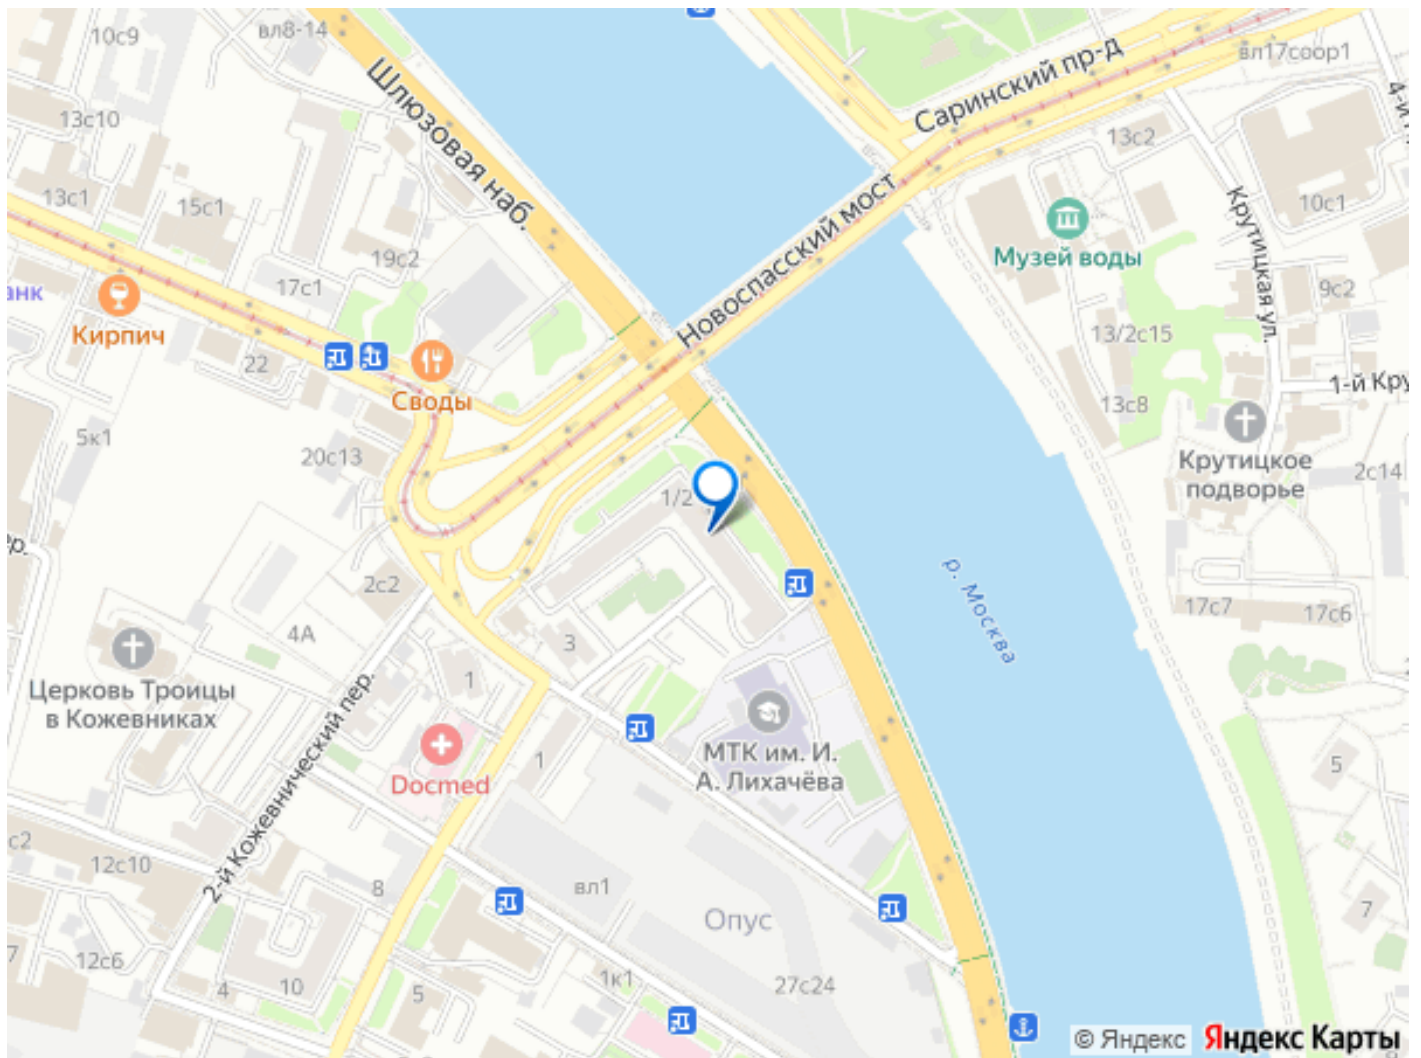 10с9
вл8-14
Шлюзовая наб.
Саринский пр-д
вл17соор1
13с10
13с2
13с1
15с1
10с1
Крутицкая ул.
Новоспасский мост
Музей воды
19с2
17с1
9с2
анк
Кирпич
13/2с15
22
Своды
1-й Кру
13с8
5к1
20с13
2с14
Крутицкое
подворье
1/2
р. Москва
2с2
17с7
17с6
4А
3
Церковь Троицы
в Кожевниках
1
2-й Кожевнический пер.
МТК им. И.
А. Лихачёва
Docmed
1
5
с2
12с10
8
вл1
Опус
7
7
12с6
4
10
5
1к1
27с24
© Яндекс
Яндекс Карты